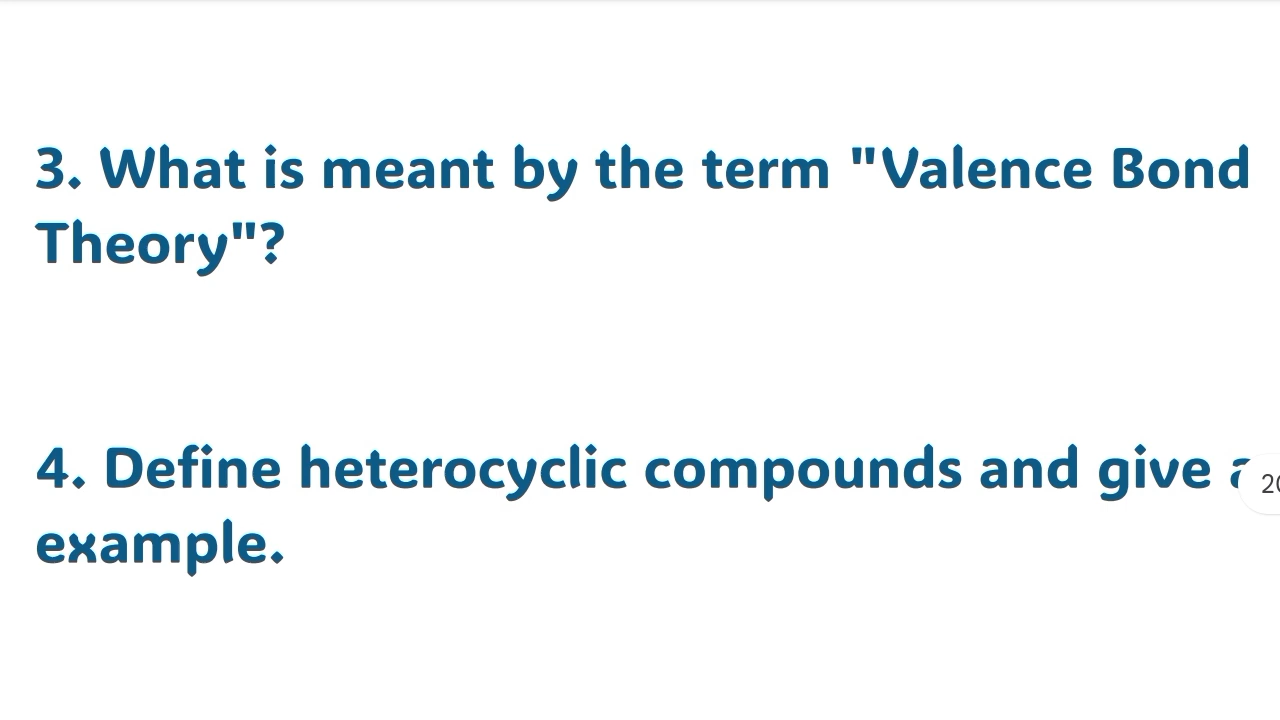 3. What is meant by the term "Valence Bond
Theory"?
4. Define heterocyclic compounds and give
example.